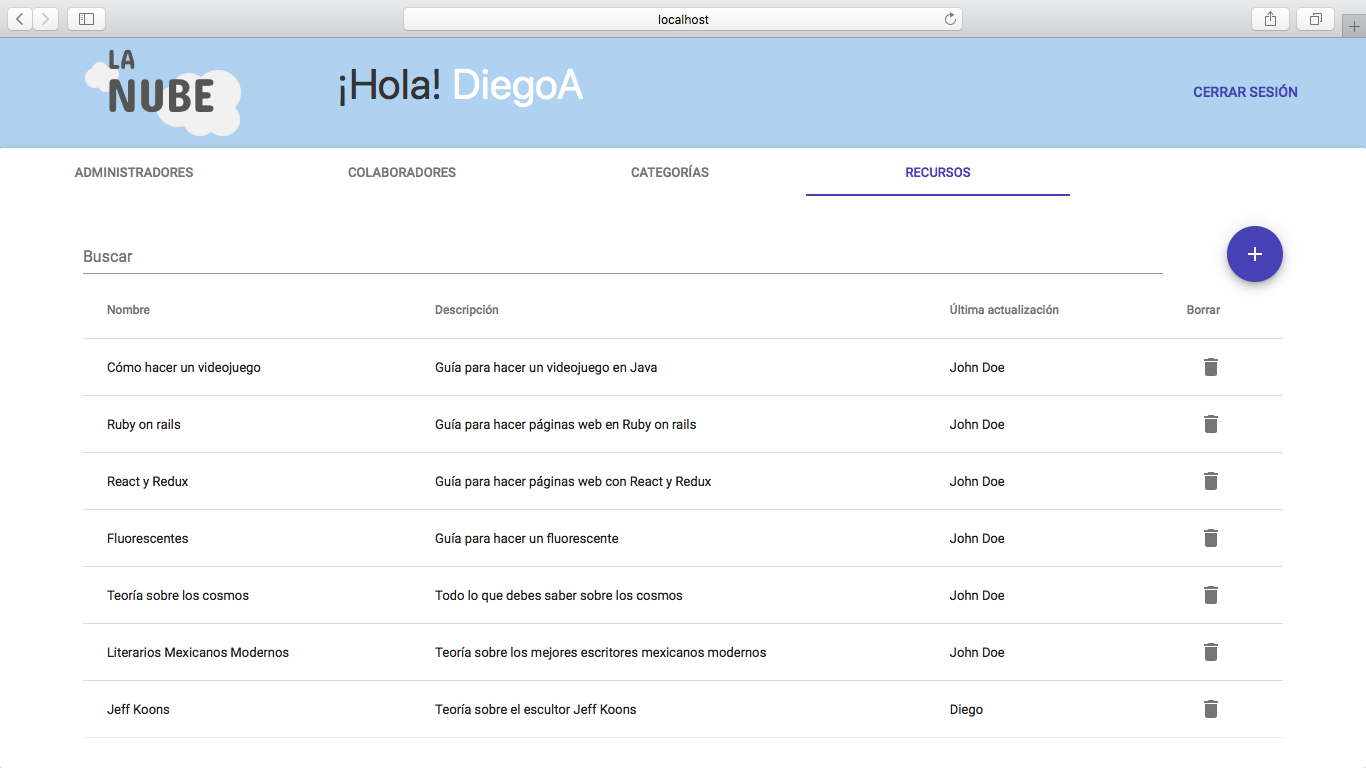 localhost
LA
NUBE
¡Hola! DiegoA
CERRAR SESIÓN
ADMINISTRADORES COLABORADORES CATEGORÍAS RECURSOS
Buscar
Nombre Descripción Última actualización Borrar
Cómo hacer un videojuego Guía para hacer un videojuego en Java John Doe
Ruby on rails Guía para hacer páginas web en Ruby on rails John Doe
React y Redux Guía para hacer páginas web con React y Redux John Doe
Fluorescentes Guía para hacer un fluorescente John Doe
Teoría sobre los cosmos Todo lo que debes saber sobre los cosmos John Doe
Literarios Mexicanos Modernos Teoría sobre los mejores escritores mexicanos modernos John Doe
Jeff Koons Teoría sobre el escultor Jeff Koons Diego